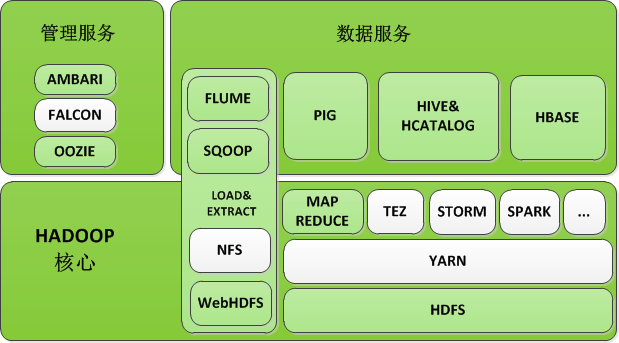 管理服务
AMBARI
FALCON
OOZIE
数据服务
FLUME
SQOOP
LOAD&
EXTRACT
NFS
WebHDFS
PIG
HIVE&
HCATALOG
HBASE
HADOOP
核心
MAP
REDUCE
TEZ
STORM
SPARK
...
YARN
HDFS